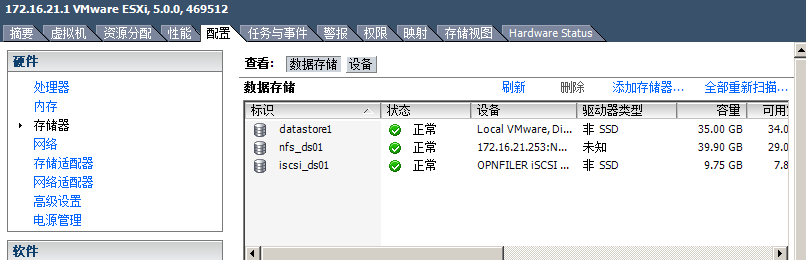 172.16.21.1 VMware ESXi, 5.0.0, 469512
摘要 虚拟机 资源分配 性能 配置 任务与事件 警报 权限 映射 存储视图 Hardware Status
硬件
处理器
内存
存储器
网络
存储适配器
网络适配器
高级设置
电源管理
软件
查看: 数据存储 设备
数据存储 刷新 删除 添加存储器... 全部重新扫描...
标识 状态 设备 驱动器类型 容量 可用
datastore1 正常 Local VMware, Di... 非 SSD 35.00 GB 34.0
nfs_ds01 正常 172.16.21.253:N... 未知 39.90 GB 29.0
iscsi_ds01 正常 OPNFILER iSCSI ... 非 SSD 9.75 GB 7.8